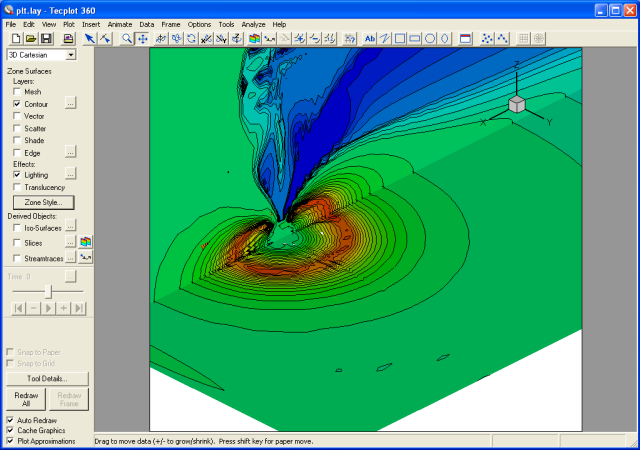 plt.lay - Tecplot 360
File Edit View Plot Insert Animate Data Frame Options Tools Analyze Help
Ab
3D Cartesian
Zone Surfaces
Layers:
Mesh
Contour ...
Vector
Scatter
Shade
Edge ...
Effects:
Lighting ...
Translucency
Zone Style...
Derived Objects:
Iso-Surfaces ...
Slices ...
Streamtraces ...
Time: 0
Snap to Paper
Snap to Grid
Tool Details...
Redraw All
Redraw Frame
Auto Redraw
Cache Graphics
Plot Approximations
Z
X
Y
Drag to move data (+/- to grow/shrink). Press shift key for paper move.